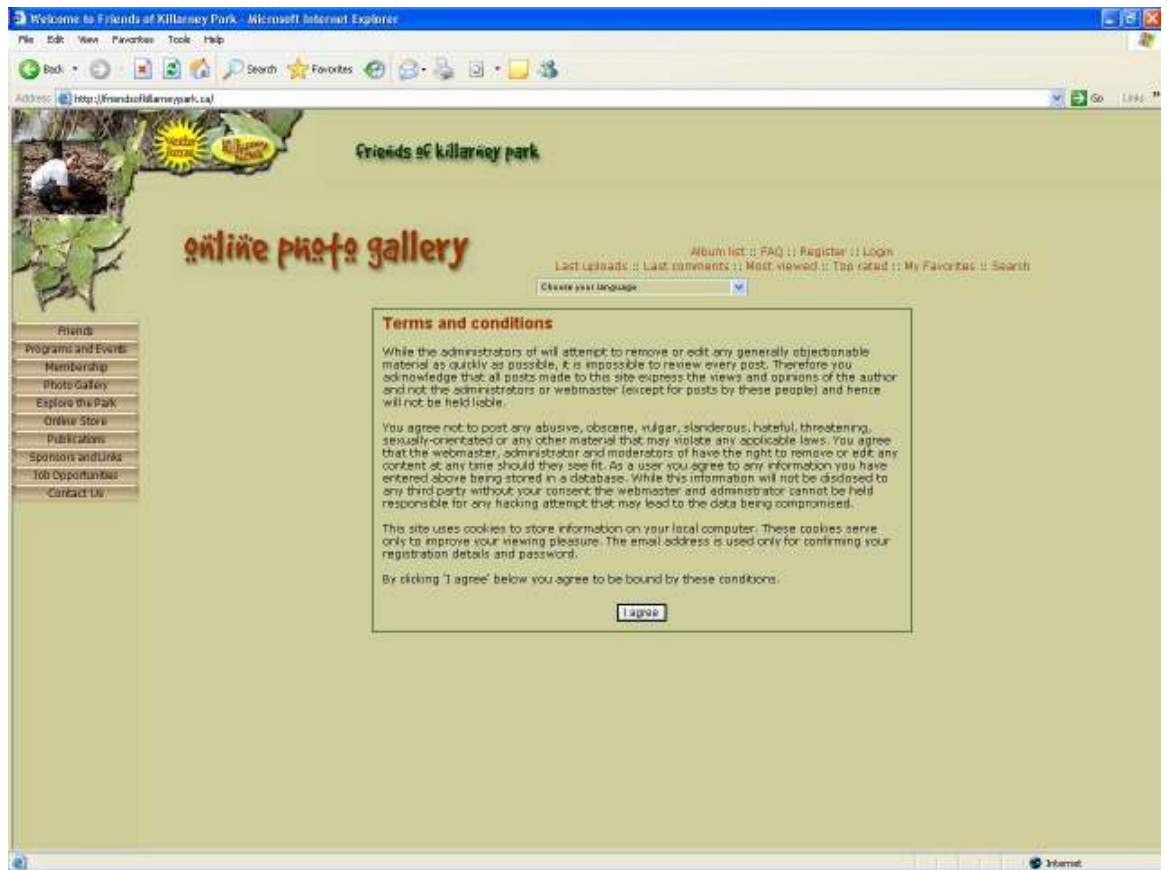 Welcome to Friends of Killarney Park - Microsoft Internet Explorer
File Edit View Favorites Tools Help
Back Search Favorites
Address http://friendsofkillarneypark.ca/ Go Links »
friends of killarney park
online photo gallery
Album list :: FAQ :: Register :: Login
Last uploads :: Last comments :: Most viewed :: Top rated :: My Favorites :: Search
Choose your language
Friends
Programs and Events
Membership
Photo Gallery
Explore the Park
Online Store
Publications
Sponsors and Links
Job Opportunities
Contact Us
Terms and conditions
While the administrators of will attempt to remove or edit any generally objectionable
material as quickly as possible, it is impossible to review every post. Therefore you
acknowledge that all posts made to this site express the views and opinions of the author
and not the administrators or webmaster (except for posts by these people) and hence
will not be held liable.
You agree not to post any abusive, obscene, vulgar, slanderous, hateful, threatening,
sexually-orientated or any other material that may violate any applicable laws. You agree
that the webmaster, administrator and moderators of have the right to remove or edit any
content at any time should they see fit. As a user you agree to any information you have
entered above being stored in a database. While this information will not be disclosed to
any third party without your consent the webmaster and administrator cannot be held
responsible for any hacking attempt that may lead to the data being compromised.
This site uses cookies to store information on your local computer. These cookies serve
only to improve your viewing pleasure. The email address is used only for confirming your
registration details and password.
By clicking 'I agree' below you agree to be bound by these conditions.
I agree
Internet